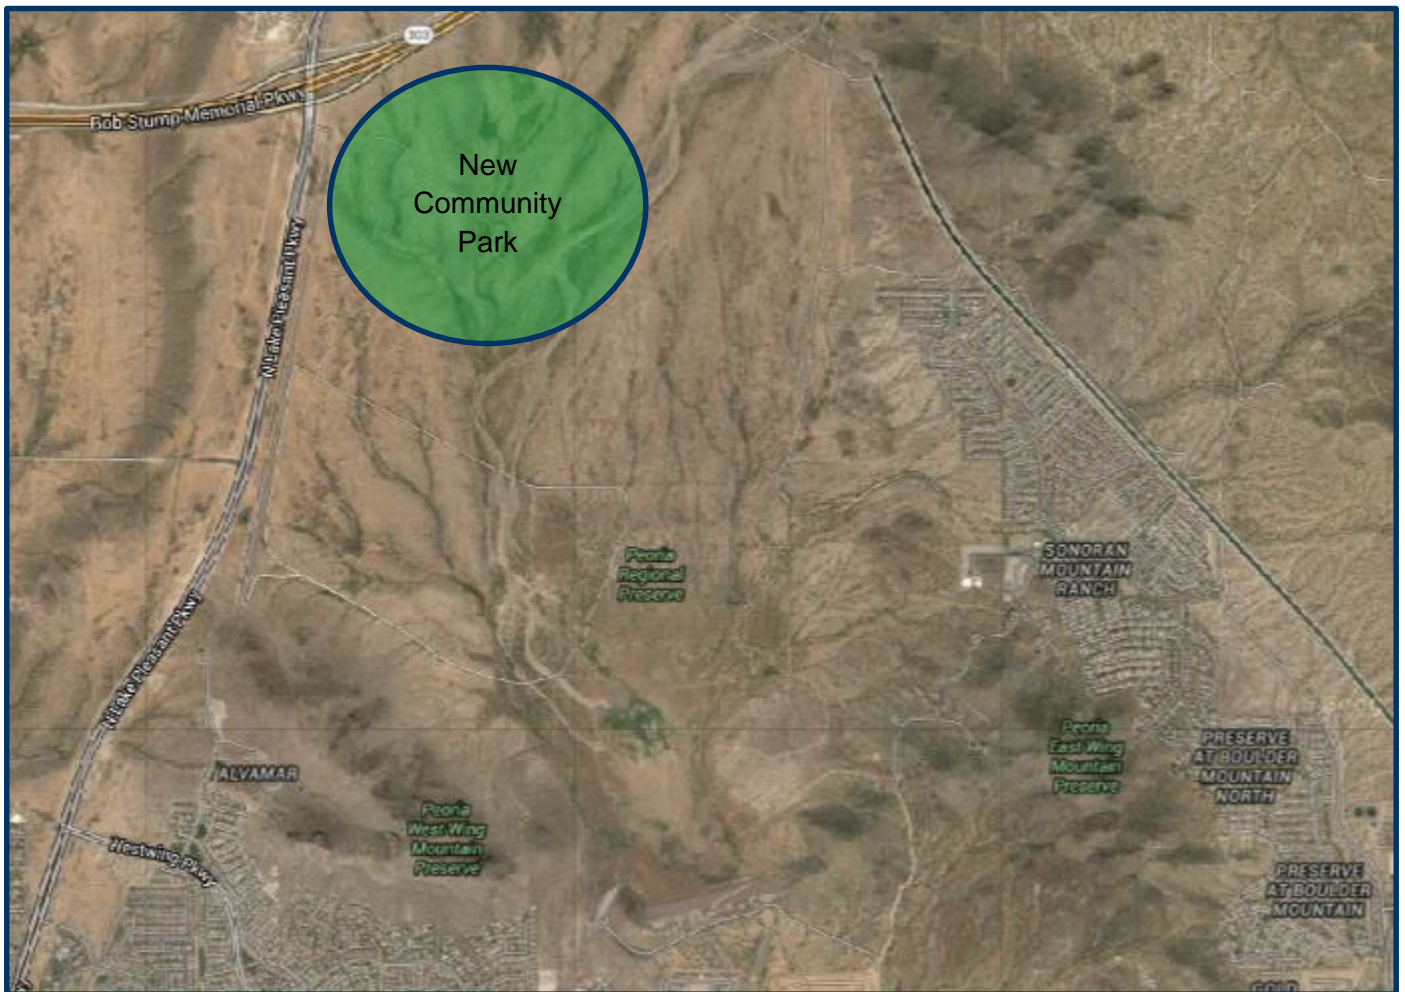 303
Bob Stump Memorial Pkwy
New
Community
Park
N Lake Pleasant Pkwy
Peoria
Regional
Preserve
SONORAN
MOUNTAIN
RANCH
N Lake Pleasant Pkwy
Peoria
East Wing
Mountain
Preserve
PRESERVE
AT BOULDER
MOUNTAIN
NORTH
ALVAMAR
Peoria
West Wing
Mountain
Preserve
Westwing Pkwy
PRESERVE
AT BOULDER
MOUNTAIN
GOLD